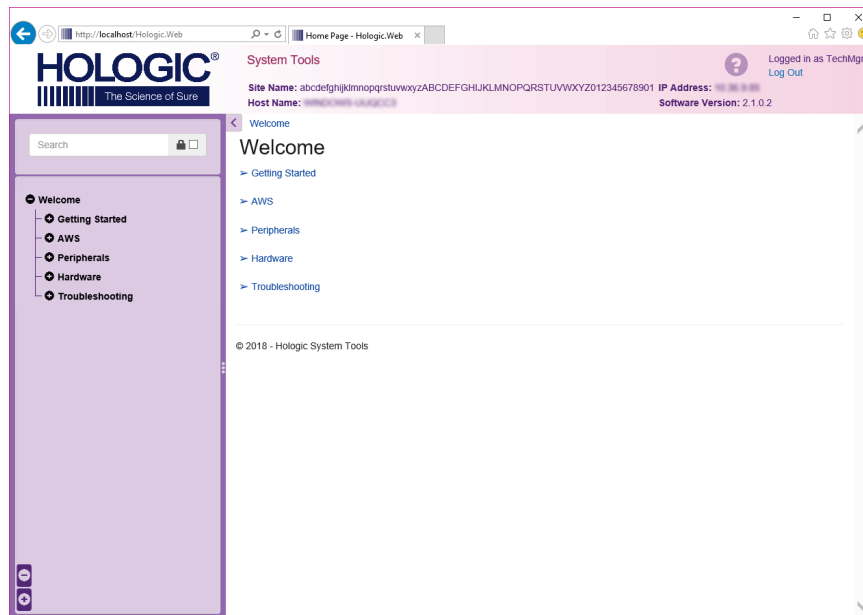 http://localhost/Hologic.Web
Home Page - Hologic.Web
HOLOGIC®
The Science of Sure
System Tools
Logged in as TechMgr
Log Out
Site Name: abcdefghijklmnopqrstuvwxyzABCDEFGHIJKLMNOPQRSTUVWXYZ012345678901 IP Address:
Host Name:
Software Version: 2.1.0.2
Search
Welcome
Getting Started
AWS
Peripherals
Hardware
Troubleshooting
Welcome
Welcome
➢ Getting Started
➢ AWS
➢ Peripherals
➢ Hardware
➢ Troubleshooting
© 2018 - Hologic System Tools